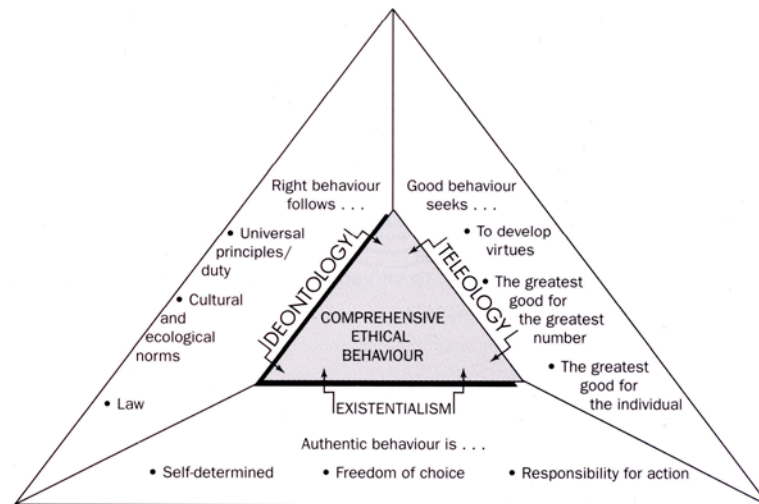 Right behaviour
follows . . .
• Universal
principles/
duty
• Cultural
and
ecological
norms
• Law
DEONTOLOGY
Good behaviour
seeks . . .
• To develop
virtues
• The greatest
good for
the greatest
number
• The greatest
good for
the individual
TELEOLOGY
COMPREHENSIVE
ETHICAL
BEHAVIOUR
EXISTENTIALISM
Authentic behaviour is . . .
• Self-determined • Freedom of choice • Responsibility for action